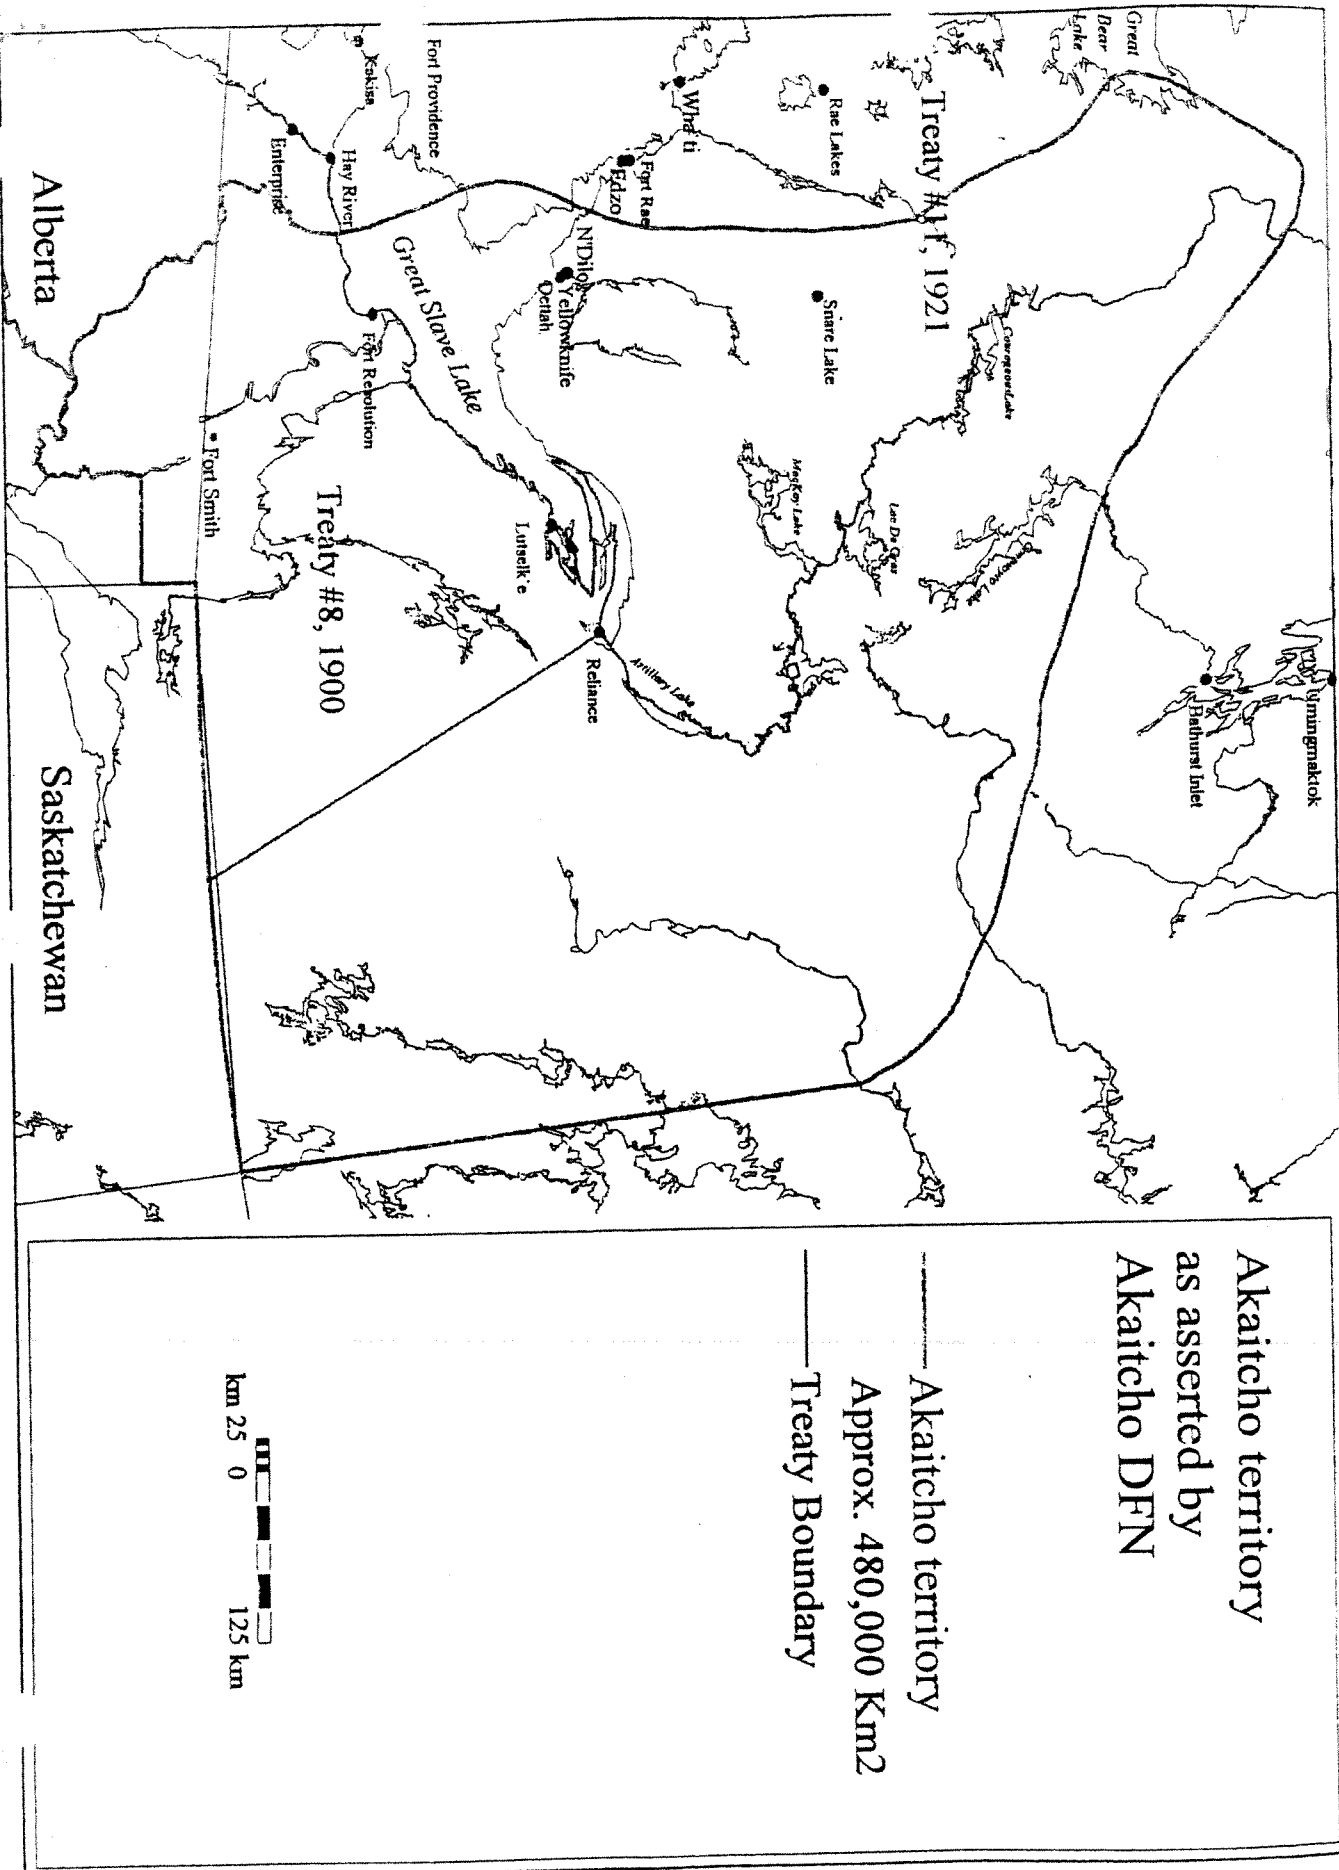 Great
Bear
Lake
Treaty #11, 1921
Rae Lakes
Wha'ti
Fort Rae
Edzo
N'Dilo
Yellowknife
Dettah
Snare Lake
Fort Providence
Kakisa
Hay River
Enterprise
Great Slave Lake
Fort Resolution
Fort Smith
Treaty #8, 1900
Lutselk'e
Reliance
Artillery Lake
MacKay Lake
Lac De Gras
Contwoyto Lake
Umingmaktok
Bathurst Inlet
Alberta
Saskatchewan
Akaitcho territory
as asserted by
Akaitcho DFN
Akaitcho territory
Approx. 480,000 Km2
Treaty Boundary
km 25 0 125 km